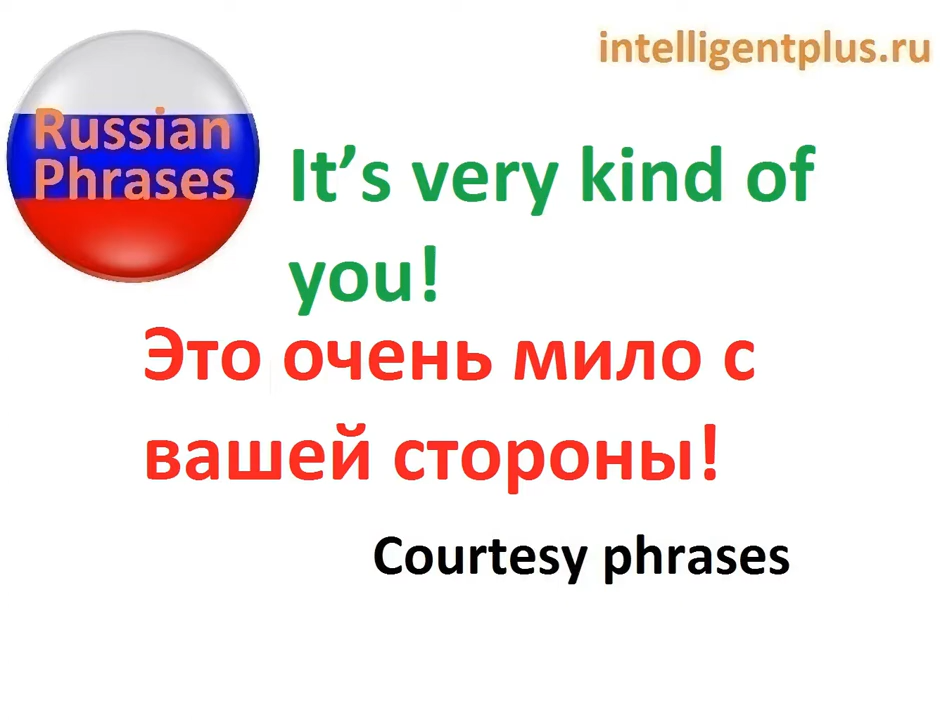 intelligentplus.ru
Russian
Phrases
It’s very kind of
you!
Это очень мило с
вашей стороны!
Courtesy phrases